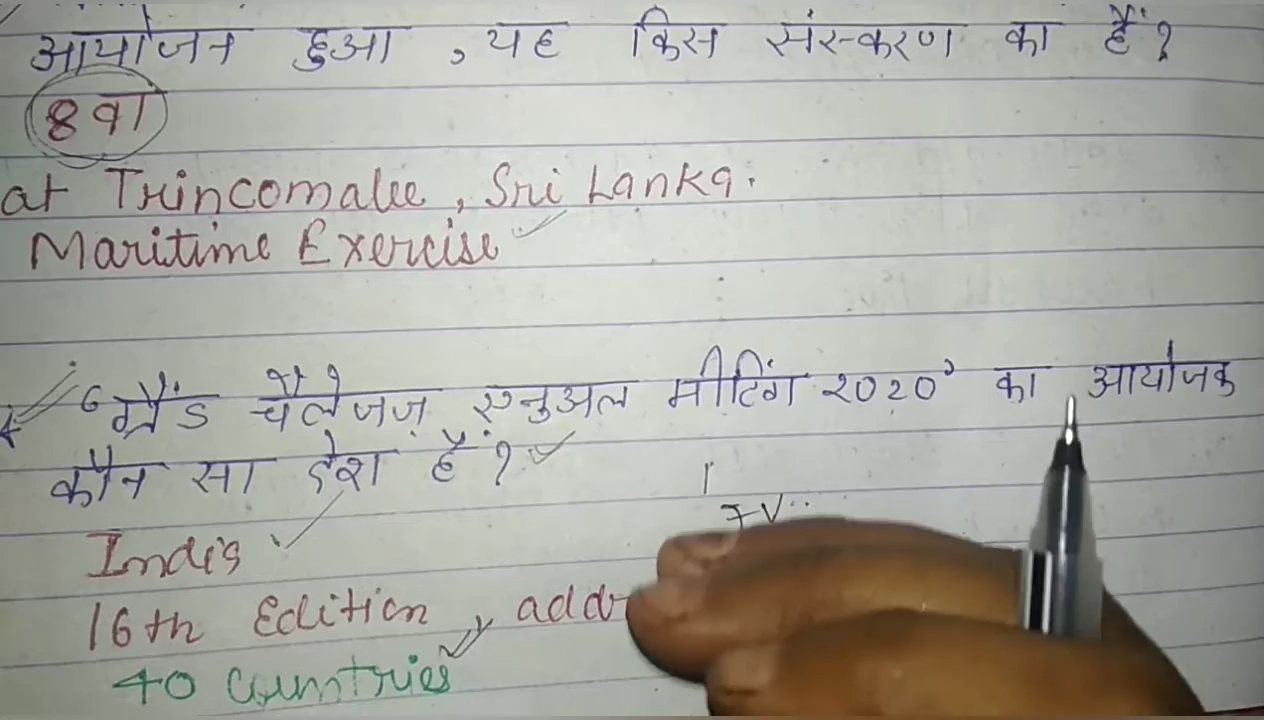 आयोजन हुआ , यह किस संस्करण का हैं ?
8वा
at Trincomalee , Sri Lanka.
Maritime Exercise
'ग्रैंड चैलेंजेज़ एनुअल मीटिंग २०२०' का आयोजक
कौन सा देश हैं ?
India
16th Edition , add
40 Countries